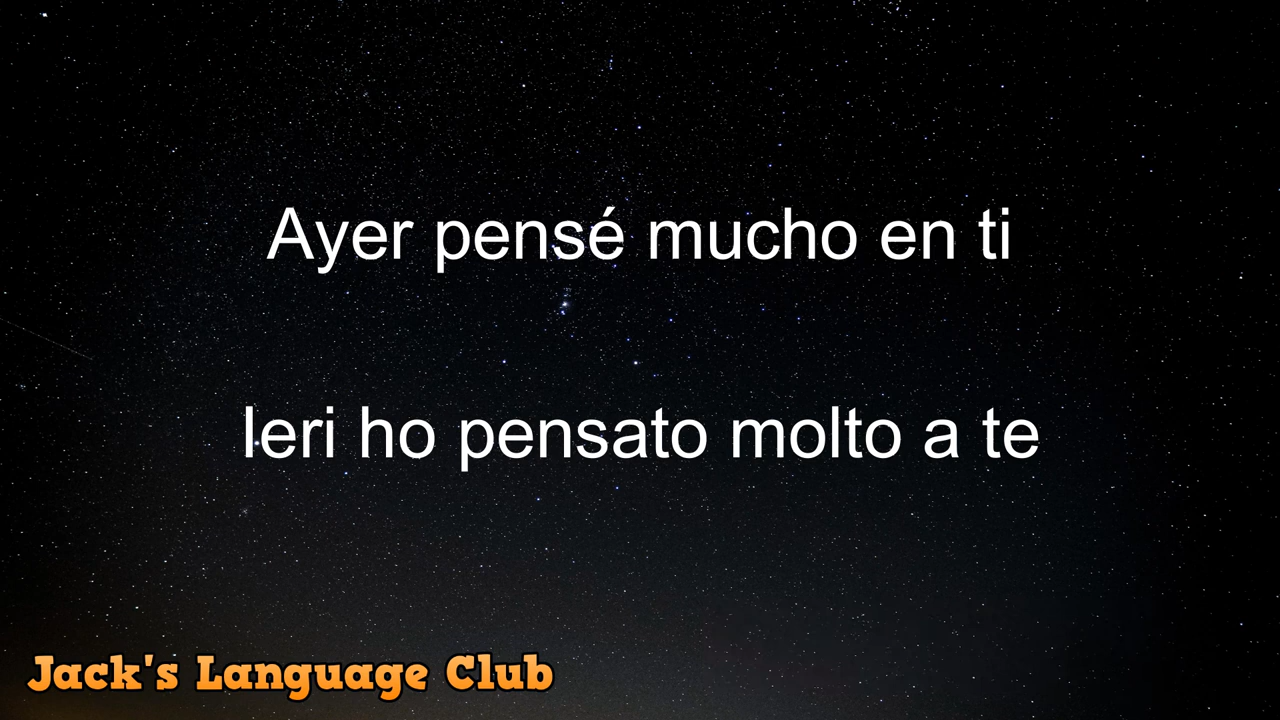 Ayer pensé mucho en ti
Ieri ho pensato molto a te
Jack's Language Club